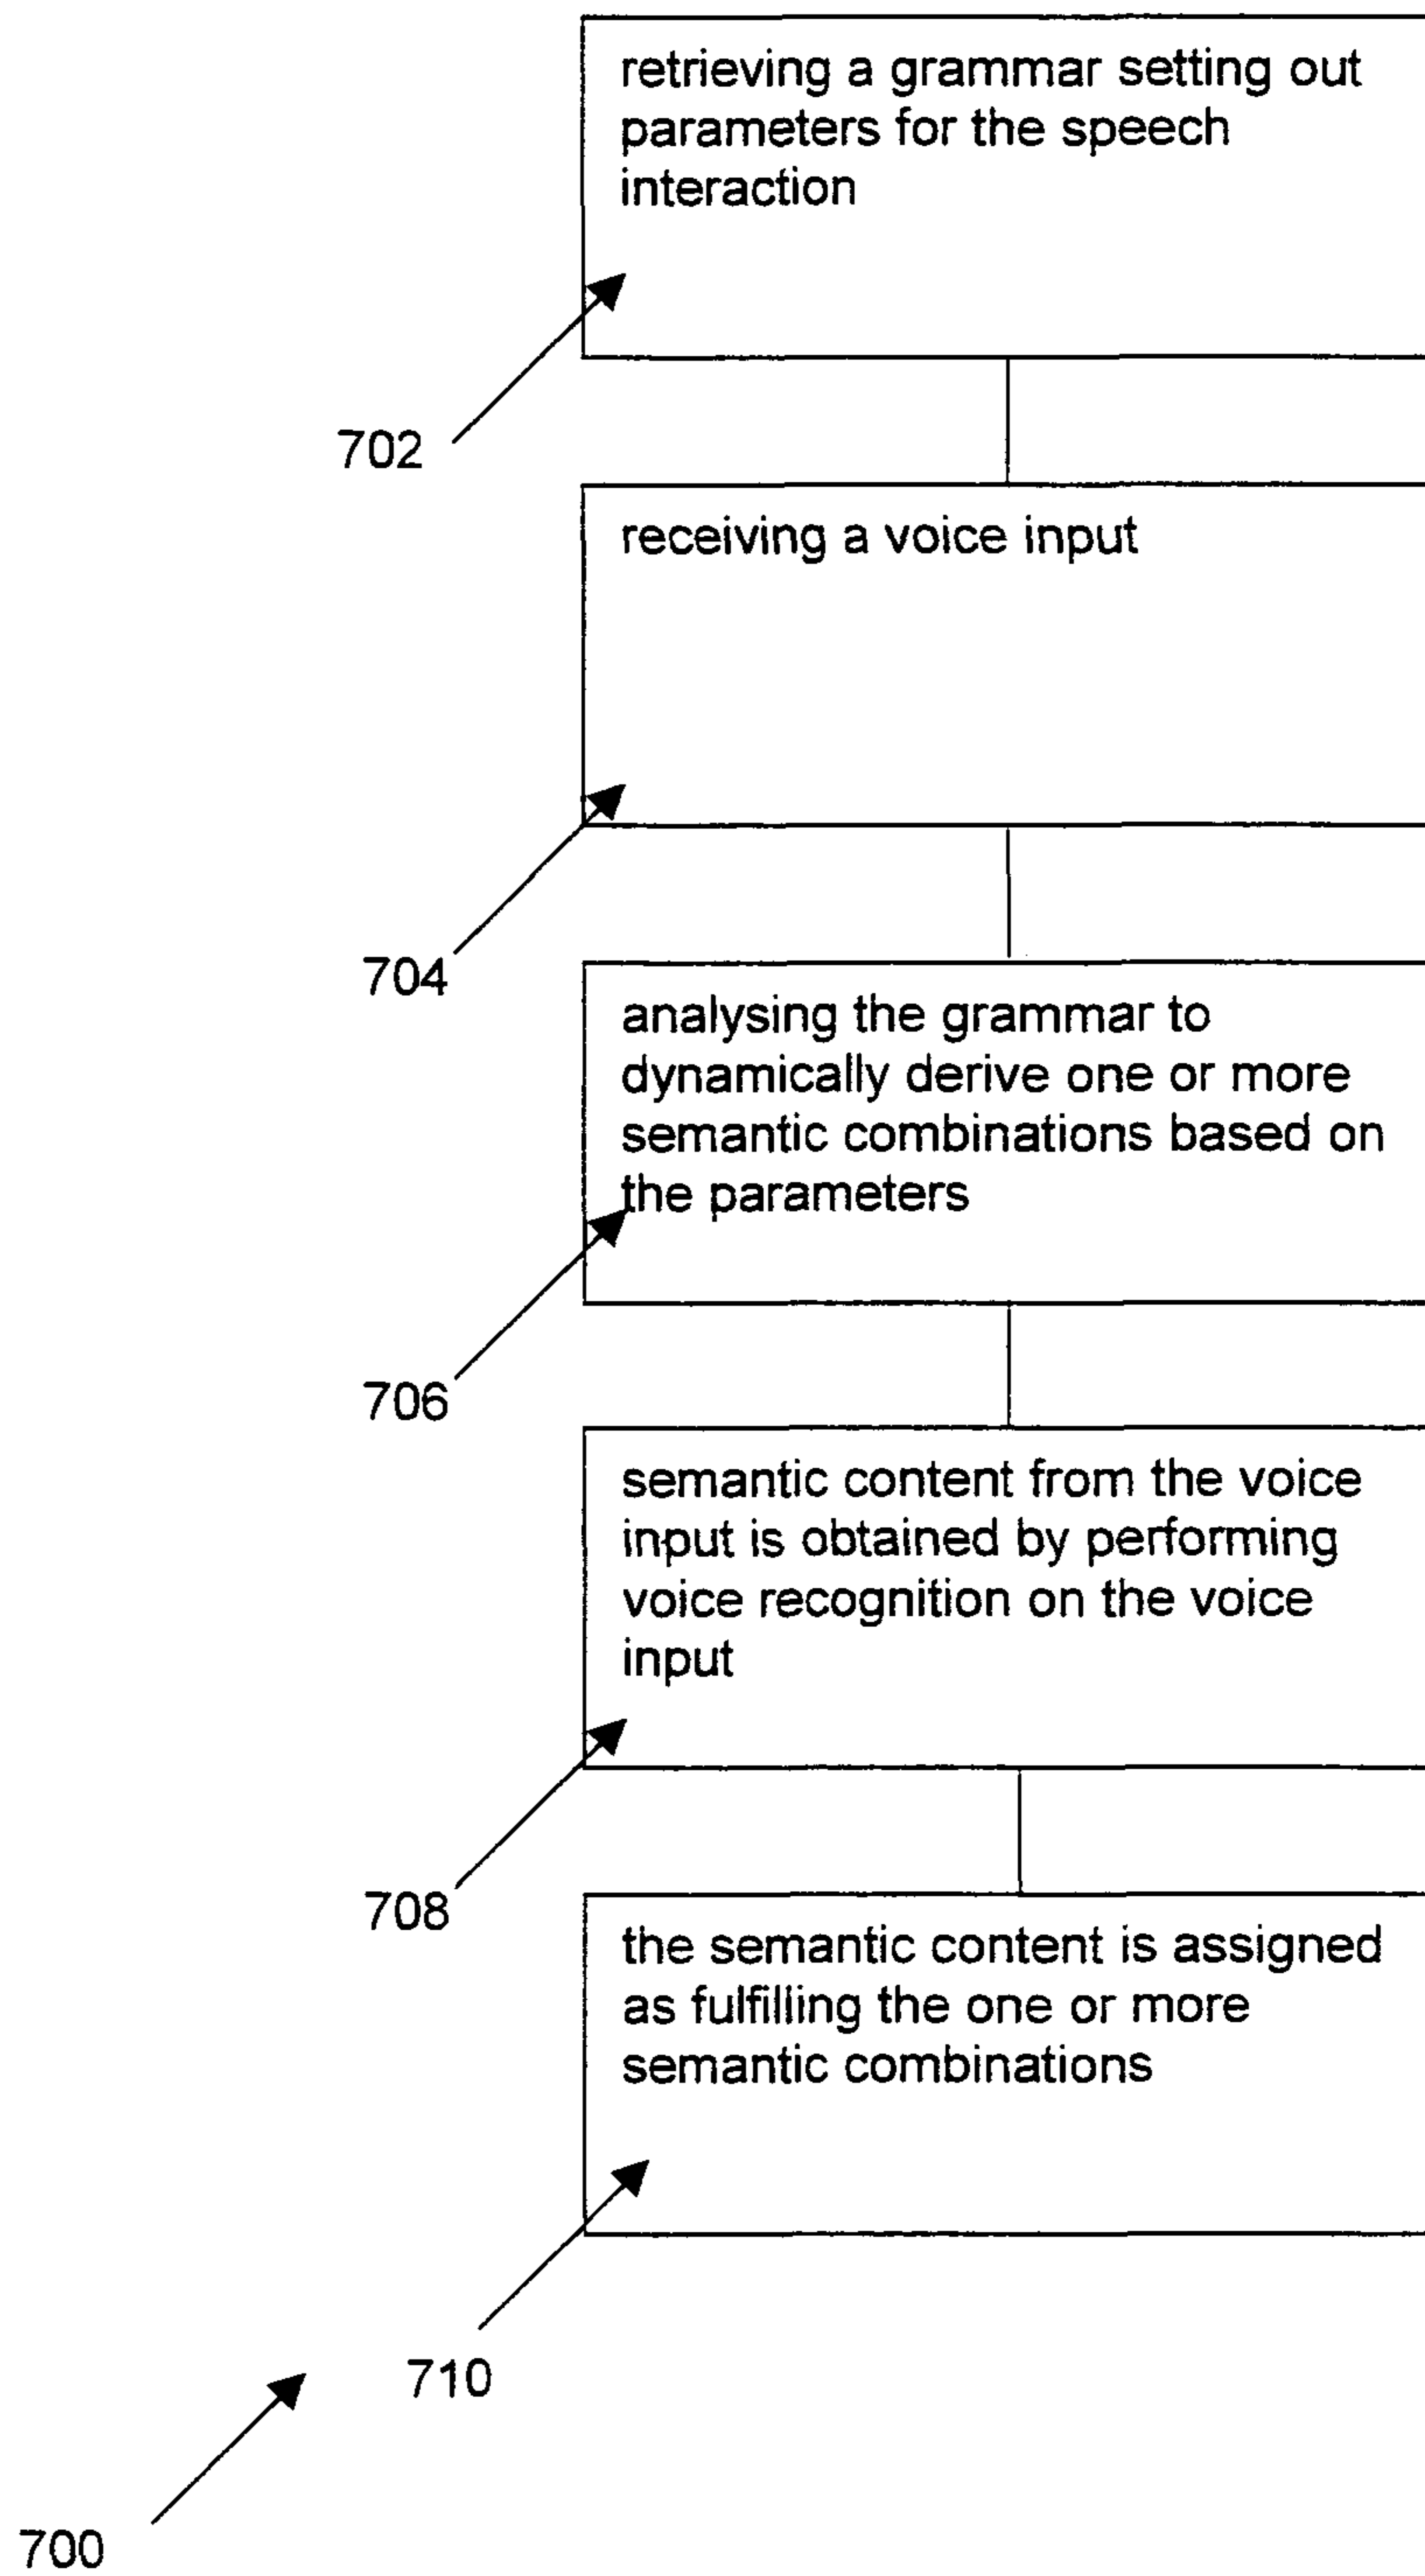 retrieving a grammar setting out
parameters for the speech
interaction
702
receiving a voice input
704
analysing the grammar to
dynamically derive one or more
semantic combinations based on
the parameters
706
semantic content from the voice
input is obtained by performing
voice recognition on the voice
input
708
the semantic content is assigned
as fulfilling the one or more
semantic combinations
710
700